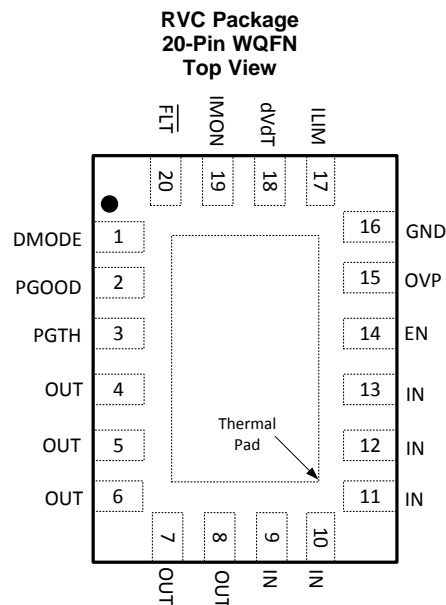 RVC Package
20-Pin WQFN
Top View
FLT IMON dVdT ILIM
20 19 18 17
DMODE 1
PGOOD 2
PGTH 3
OUT 4
OUT 5
OUT 6
16 GND
15 OVP
14 EN
13 IN
12 IN
11 IN
Thermal
Pad
7 8 9 10
OUT OUT IN IN